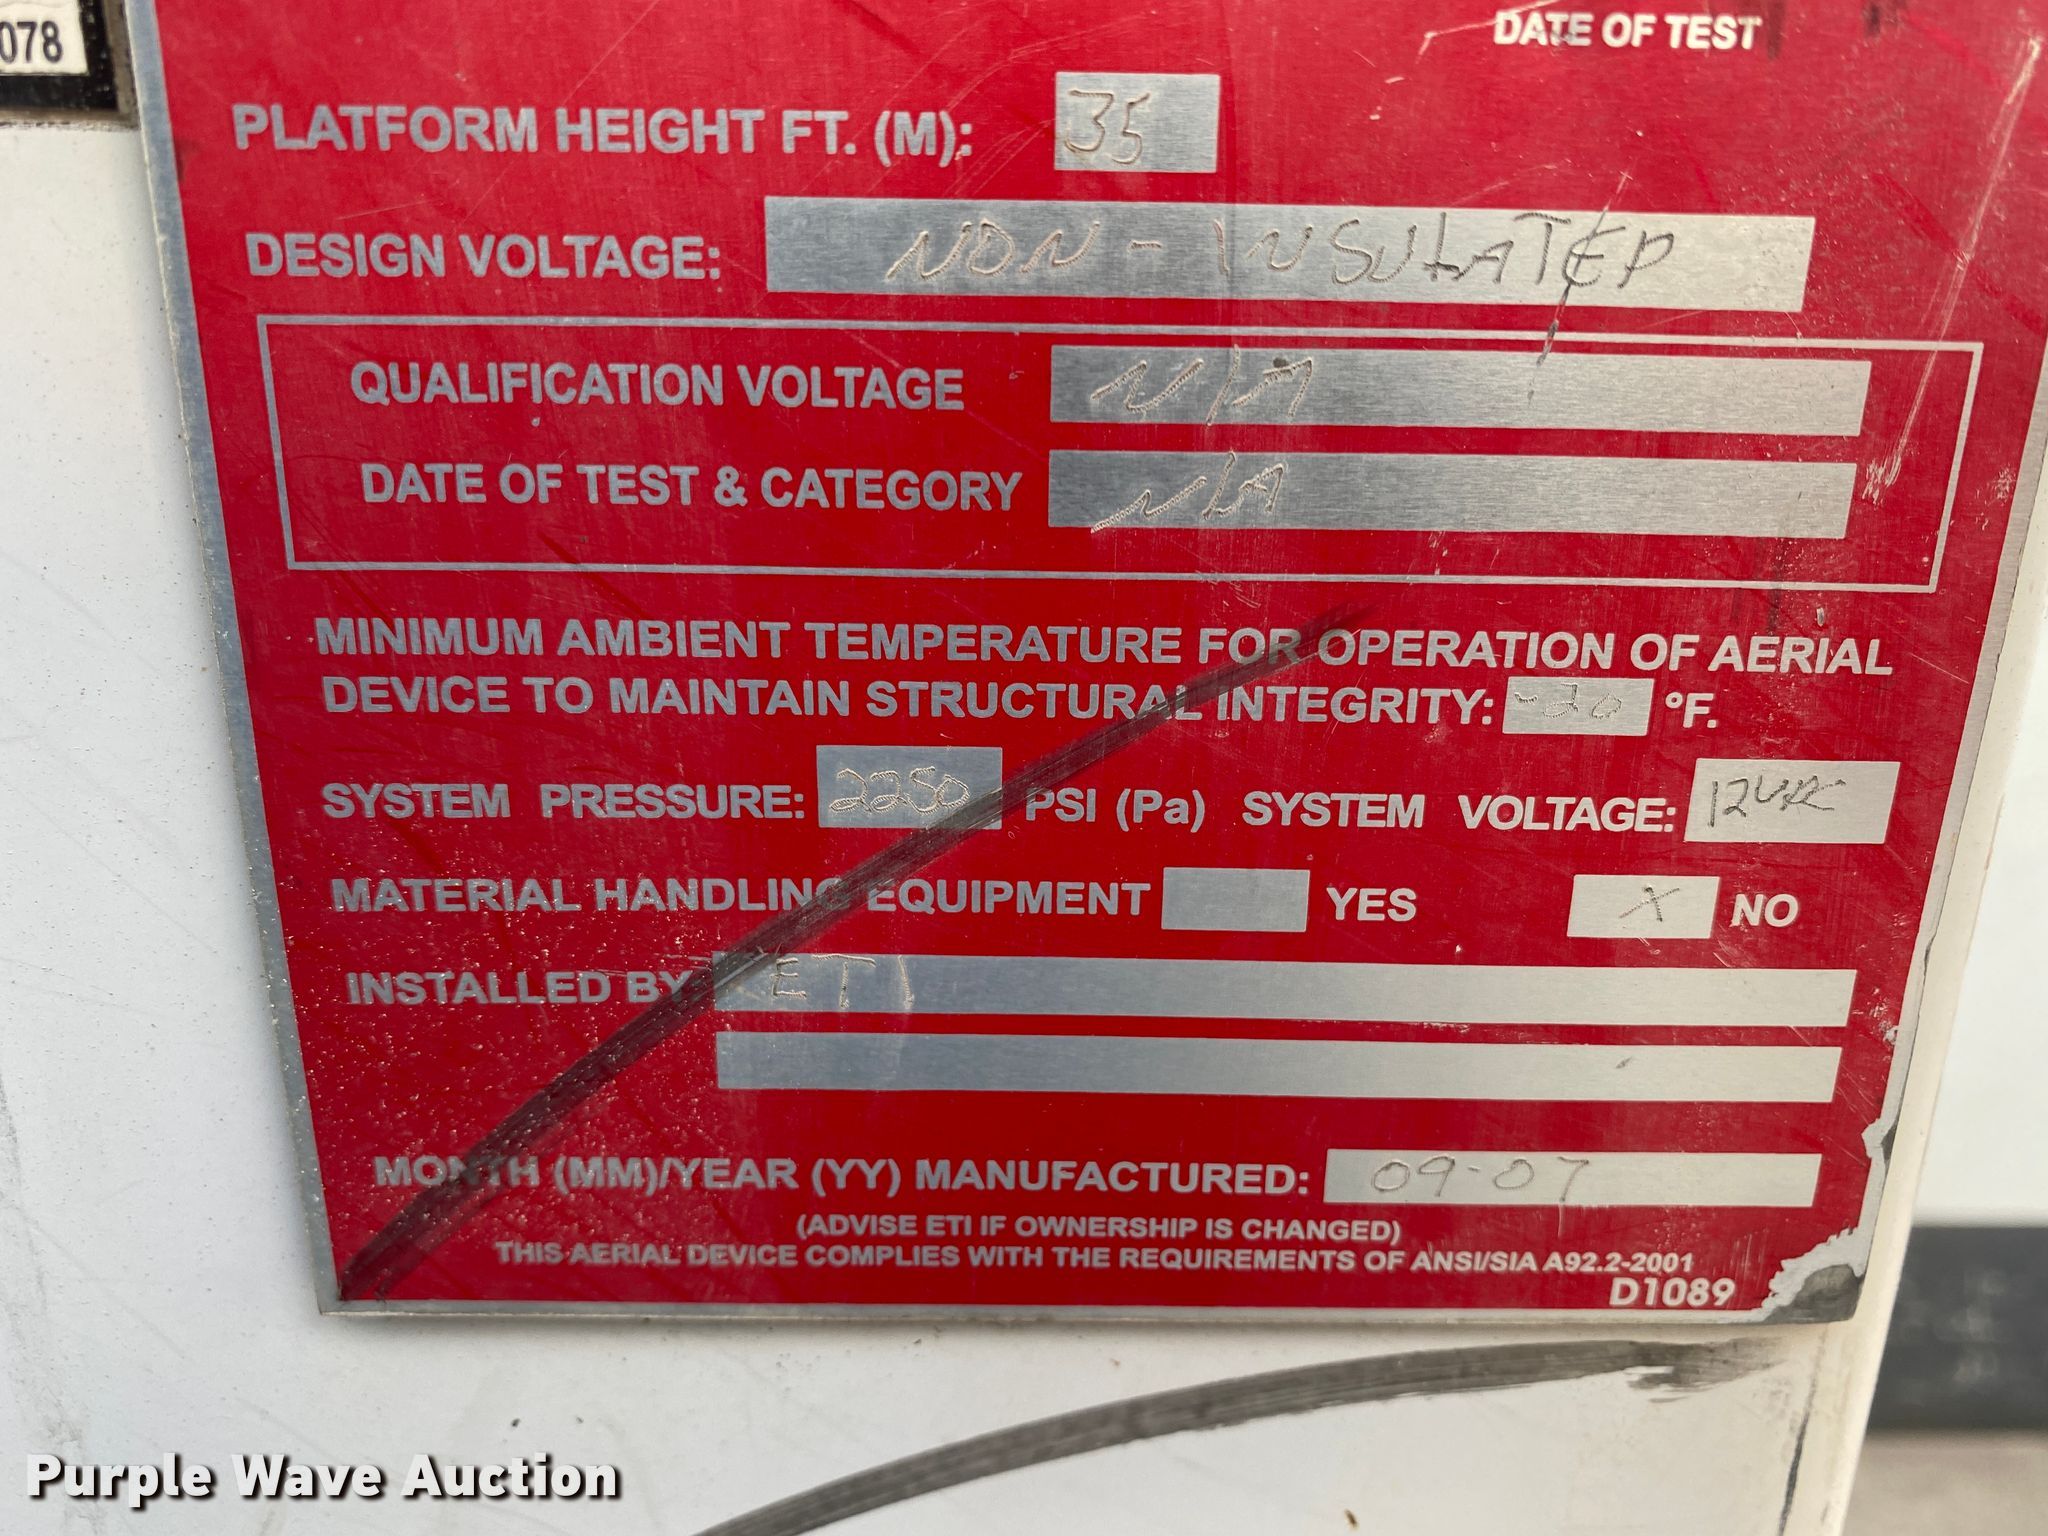 078
DATE OF TEST
PLATFORM HEIGHT FT. (M): 35
DESIGN VOLTAGE: NON-INSULATED
QUALIFICATION VOLTAGE N/A
DATE OF TEST & CATEGORY N/A
MINIMUM AMBIENT TEMPERATURE FOR OPERATION OF AERIAL
DEVICE TO MAINTAIN STRUCTURAL INTEGRITY: -20 °F.
SYSTEM PRESSURE: 2250 PSI (Pa) SYSTEM VOLTAGE:
MATERIAL HANDLING EQUIPMENT YES X NO
INSTALLED BY ETI
MONTH (MM)/YEAR (YY) MANUFACTURED: 09-07
(ADVISE ETI IF OWNERSHIP IS CHANGED)
THIS AERIAL DEVICE COMPLIES WITH THE REQUIREMENTS OF ANSI/SIA A92.2-2001
D1089
Purple Wave Auction